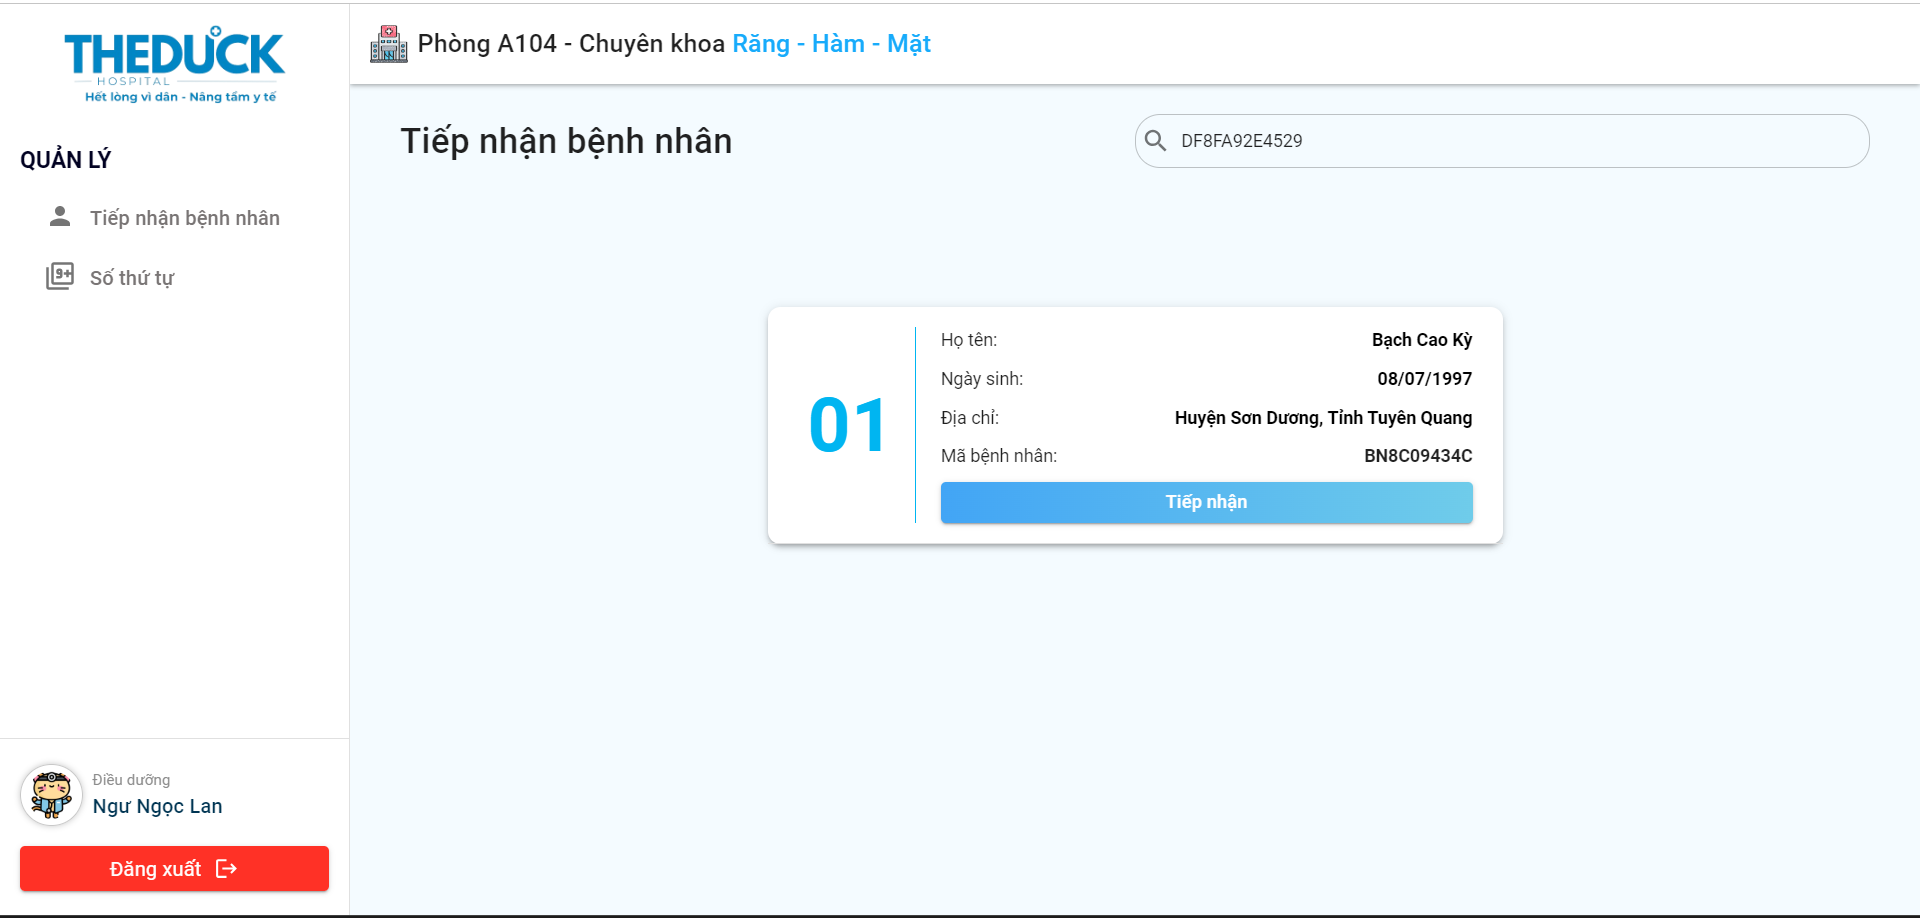 THEDUCK
HOSPITAL
Hết lòng vì dân - Nâng tầm y tế
QUẢN LÝ
Tiếp nhận bệnh nhân
9+ Số thứ tự
Điều dưỡng
Ngư Ngọc Lan
Đăng xuất
Phòng A104 - Chuyên khoa Răng - Hàm - Mặt
Tiếp nhận bệnh nhân
DF8FA92E4529
01
Họ tên: Bạch Cao Kỳ
Ngày sinh: 08/07/1997
Địa chỉ: Huyện Sơn Dương, Tỉnh Tuyên Quang
Mã bệnh nhân: BN8C09434C
Tiếp nhận